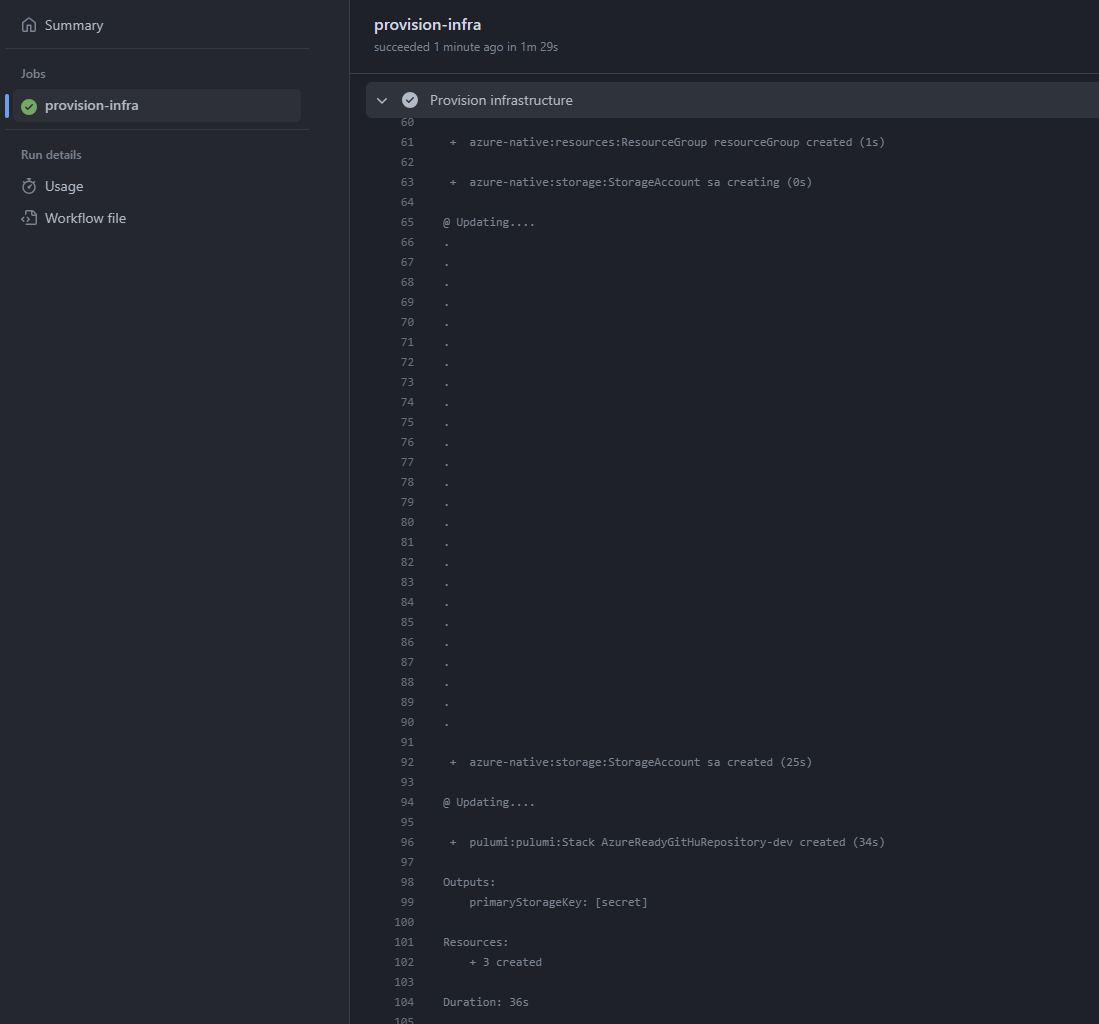 Summary
Jobs
provision-infra
Run details
Usage
Workflow file
provision-infra
succeeded 1 minute ago in 1m 29s
Provision infrastructure
60
61 + azure-native:resources:ResourceGroup resourceGroup created (1s)
62
63 + azure-native:storage:StorageAccount sa creating (0s)
64
65 @ Updating....
66 .
67 .
68 .
69 .
70 .
71 .
72 .
73 .
74 .
75 .
76 .
77 .
78 .
79 .
80 .
81 .
82 .
83 .
84 .
85 .
86 .
87 .
88 .
89 .
90 .
91
92 + azure-native:storage:StorageAccount sa created (25s)
93
94 @ Updating....
95
96 + pulumi:pulumi:Stack AzureReadyGitHuRepository-dev created (34s)
97
98 Outputs:
99 primaryStorageKey: [secret]
100
101 Resources:
102 + 3 created
103
104 Duration: 36s
105